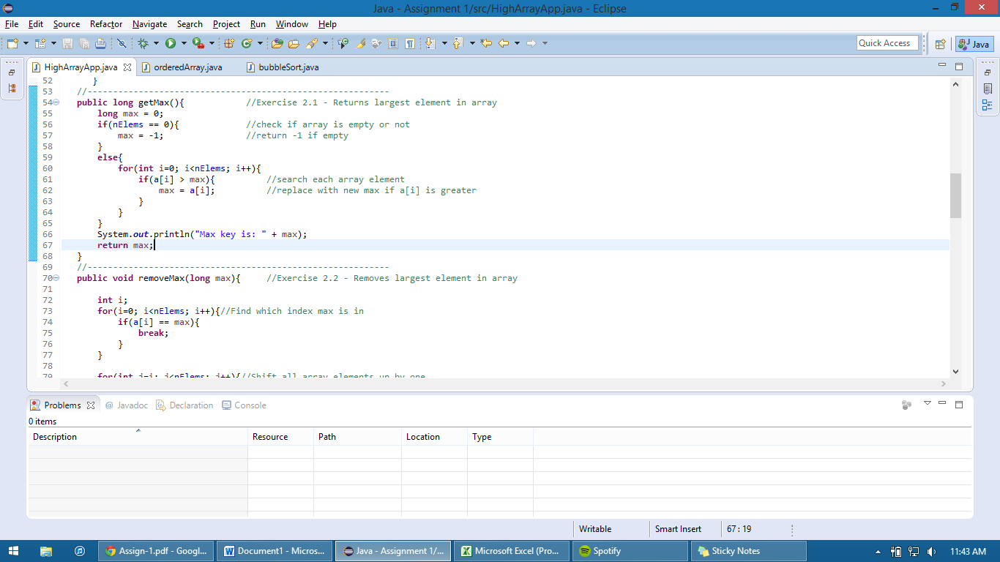 Java - Assignment 1/src/HighArrayApp.java - Eclipse
File Edit Source Refactor Navigate Search Project Run Window Help
Quick Access
Java
HighArrayApp.java orderedArray.java bubbleSort.java
52 }
53 //-----------------------------------------------------------
54 public long getMax(){ //Exercise 2.1 - Returns largest element in array
55 long max = 0;
56 if(nElems == 0){ //check if array is empty or not
57 max = -1; //return -1 if empty
58 }
59 else{
60 for(int i=0; i<nElems; i++){
61 if(a[i] > max){ //search each array element
62 max = a[i]; //replace with new max if a[i] is greater
63 }
64 }
65 }
66 System.out.println("Max key is: " + max);
67 return max;
68 }
69 //-----------------------------------------------------------
70 public void removeMax(long max){ //Exercise 2.2 - Removes largest element in array
71
72 int i;
73 for(i=0; i<nElems; i++){//Find which index max is in
74 if(a[i] == max){
75 break;
76 }
77 }
78
79 for(int j=i; j<nElems; j++){//Shift all array elements up by one
Problems @ Javadoc Declaration Console
0 items
Description Resource Path Location Type
Writable Smart Insert 67 : 19
Assign-1.pdf - Googl... Document1 - Micros... Java - Assignment 1/... Microsoft Excel (Pro... Spotify Sticky Notes 11:43 AM